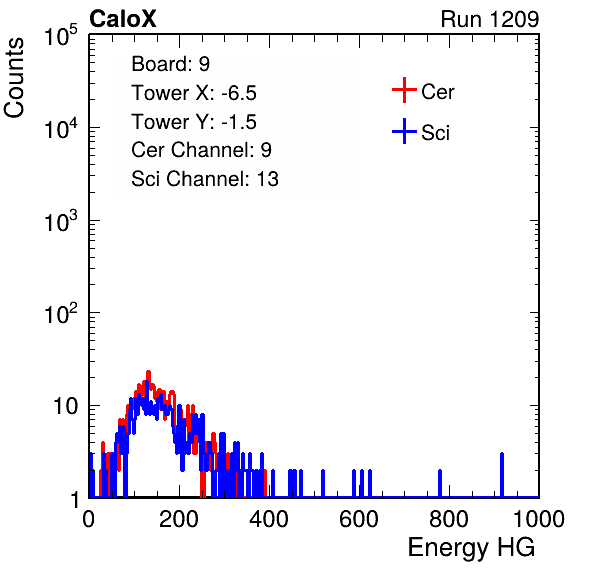 CaloX Run 1209
Counts
10^5
10^4
10^3
10^2
10
1
Board: 9
Tower X: -6.5
Tower Y: -1.5
Cer Channel: 9
Sci Channel: 13
Cer
Sci
0 200 400 600 800 1000
Energy HG